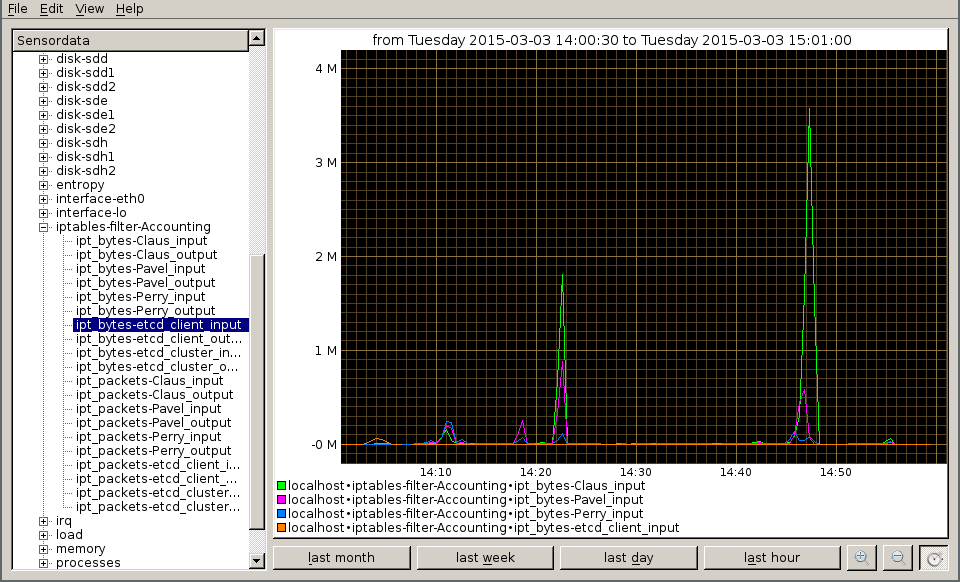 File Edit View Help
Sensordata
disk-sdd
disk-sdd1
disk-sdd2
disk-sde
disk-sde1
disk-sde2
disk-sdh
disk-sdh1
disk-sdh2
entropy
interface-eth0
interface-lo
iptables-filter-Accounting
ipt_bytes-Claus_input
ipt_bytes-Claus_output
ipt_bytes-Pavel_input
ipt_bytes-Pavel_output
ipt_bytes-Perry_input
ipt_bytes-Perry_output
ipt_bytes-etcd_client_input
ipt_bytes-etcd_client_out...
ipt_bytes-etcd_cluster_in...
ipt_bytes-etcd_cluster_o...
ipt_packets-Claus_input
ipt_packets-Claus_output
ipt_packets-Pavel_input
ipt_packets-Pavel_output
ipt_packets-Perry_input
ipt_packets-Perry_output
ipt_packets-etcd_client_i...
ipt_packets-etcd_client_...
ipt_packets-etcd_cluster...
ipt_packets-etcd_cluster...
irq
load
memory
processes
from Tuesday 2015-03-03 14:00:30 to Tuesday 2015-03-03 15:01:00
4 M
3 M
2 M
1 M
-0 M
14:10 14:20 14:30 14:40 14:50
localhost•iptables-filter-Accounting•ipt_bytes-Claus_input
localhost•iptables-filter-Accounting•ipt_bytes-Pavel_input
localhost•iptables-filter-Accounting•ipt_bytes-Perry_input
localhost•iptables-filter-Accounting•ipt_bytes-etcd_client_input
last month last week last day last hour